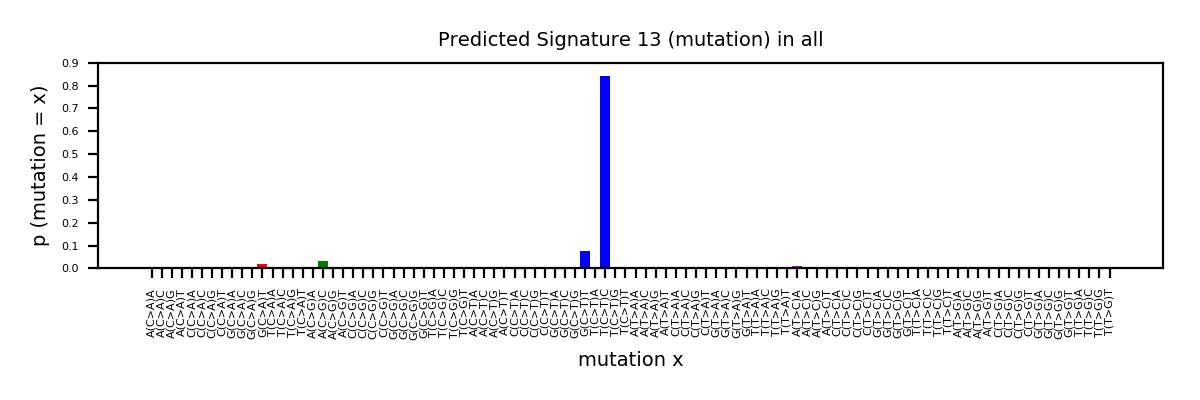 Predicted Signature 13 (mutation) in all
p (mutation = x)
0.9
0.8
0.7
0.6
0.5
0.4
0.3
0.2
0.1
0.0
A(C>A)A
A(C>A)C
A(C>A)G
A(C>A)T
C(C>A)A
C(C>A)C
C(C>A)G
C(C>A)T
G(C>A)A
G(C>A)C
G(C>A)G
G(C>A)T
T(C>A)A
T(C>A)C
T(C>A)G
T(C>A)T
A(C>G)A
A(C>G)C
A(C>G)G
A(C>G)T
C(C>G)A
C(C>G)C
C(C>G)G
C(C>G)T
G(C>G)A
G(C>G)C
G(C>G)G
G(C>G)T
T(C>G)A
T(C>G)C
T(C>G)G
T(C>G)T
A(C>T)A
A(C>T)C
A(C>T)G
A(C>T)T
C(C>T)A
C(C>T)C
C(C>T)G
C(C>T)T
G(C>T)A
G(C>T)C
G(C>T)G
G(C>T)T
T(C>T)A
T(C>T)C
T(C>T)G
T(C>T)T
A(T>A)A
A(T>A)C
A(T>A)G
A(T>A)T
C(T>A)A
C(T>A)C
C(T>A)G
C(T>A)T
G(T>A)A
G(T>A)C
G(T>A)G
G(T>A)T
T(T>A)A
T(T>A)C
T(T>A)G
T(T>A)T
A(T>C)A
A(T>C)C
A(T>C)G
A(T>C)T
C(T>C)A
C(T>C)C
C(T>C)G
C(T>C)T
G(T>C)A
G(T>C)C
G(T>C)G
G(T>C)T
T(T>C)A
T(T>C)C
T(T>C)G
T(T>C)T
A(T>G)A
A(T>G)C
A(T>G)G
A(T>G)T
C(T>G)A
C(T>G)C
C(T>G)G
C(T>G)T
G(T>G)A
G(T>G)C
G(T>G)G
G(T>G)T
T(T>G)A
T(T>G)C
T(T>G)G
T(T>G)T
mutation x